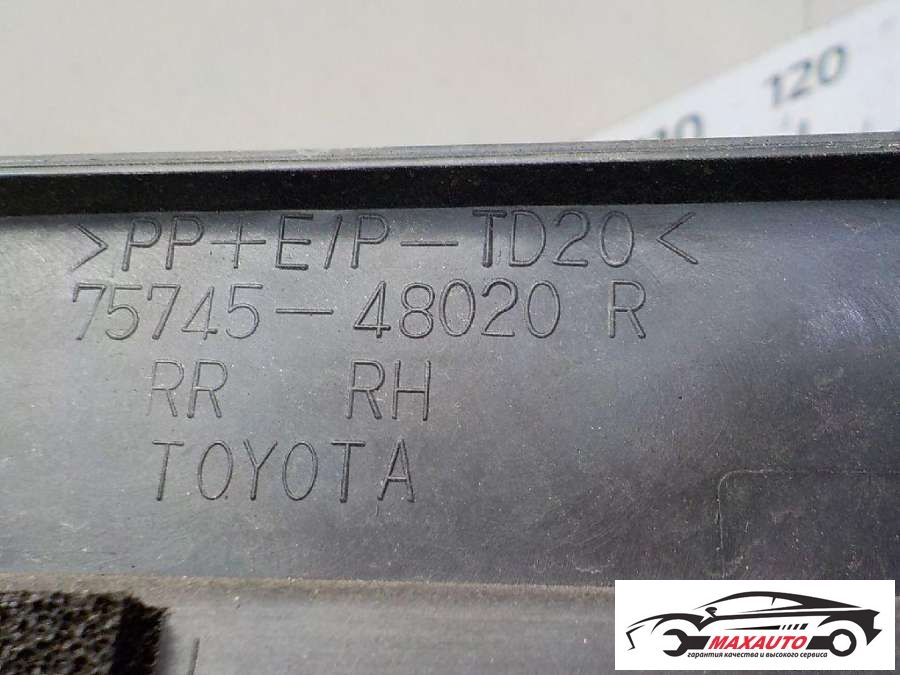 120
>PP+E/P-TD20<
75745-48020 R
RR RH
TOYOTA
MAXAUTO
гарантия качества и высокого сервиса